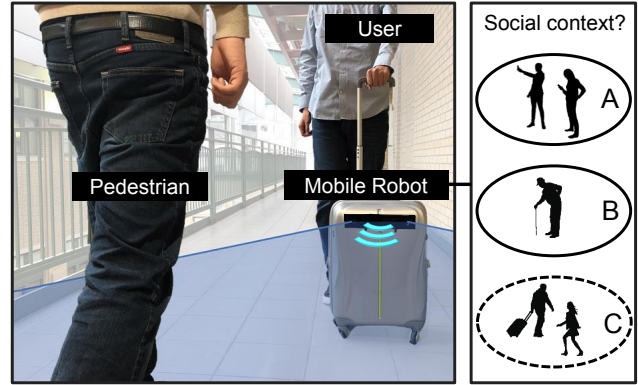 User
Pedestrian
Mobile Robot
Social context?
A
B
C